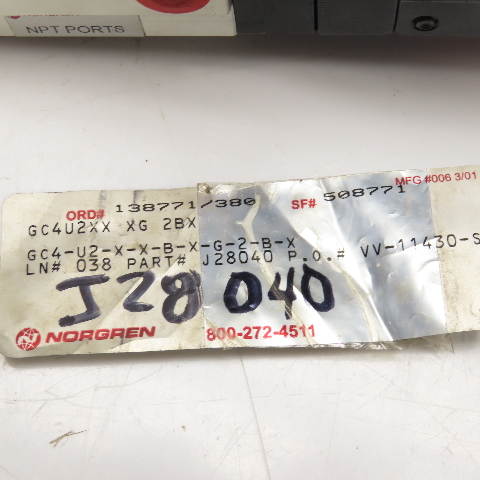 NPT PORTS
MFG #006 3/01
ORD# 138771/380 SF# 508771
GC4U2XX XG 2BX
GC4-U2-X-X-B-X-G-2-B-X
LN# 038 PART# J28040 P.O.# VV-11430-S
J28 040
NORGREN 800-272-4511